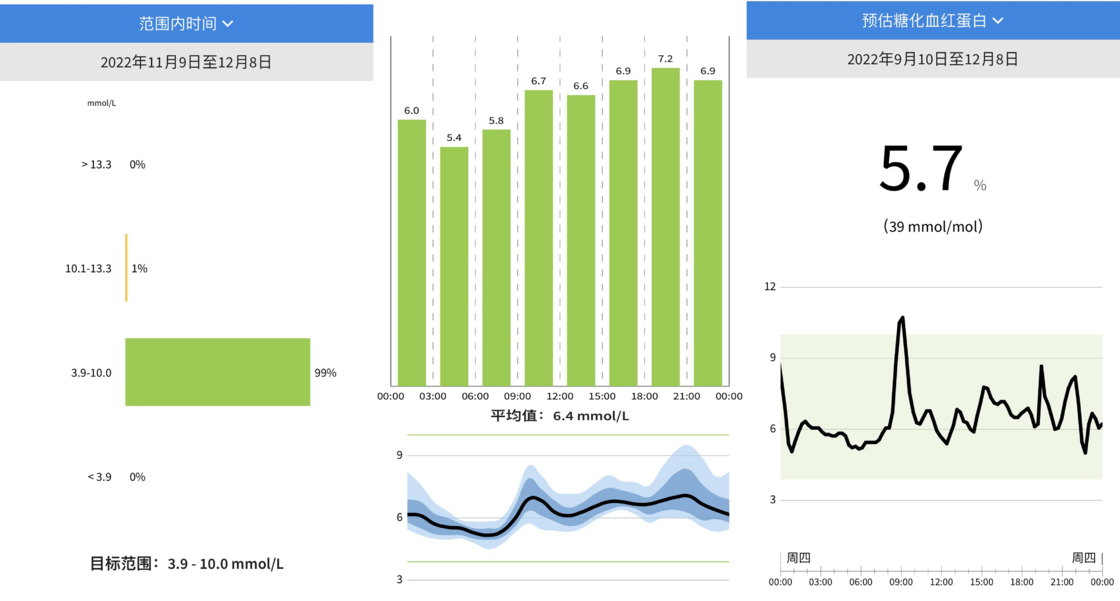 范围内时间
2022年11月9日至12月8日
mmol/L
> 13.3 0%
10.1-13.3 1%
3.9-10.0 99%
< 3.9 0%
目标范围：3.9 - 10.0 mmol/L
6.0 5.4 5.8 6.7 6.6 6.9 7.2 6.9
00:00 03:00 06:00 09:00 12:00 15:00 18:00 21:00 00:00
平均值：6.4 mmol/L
9
6
3
预估糖化血红蛋白
2022年9月10日至12月8日
5.7 %
（39 mmol/mol）
12
9
6
3
周四 周四
00:00 03:00 06:00 09:00 12:00 15:00 18:00 21:00 00:00